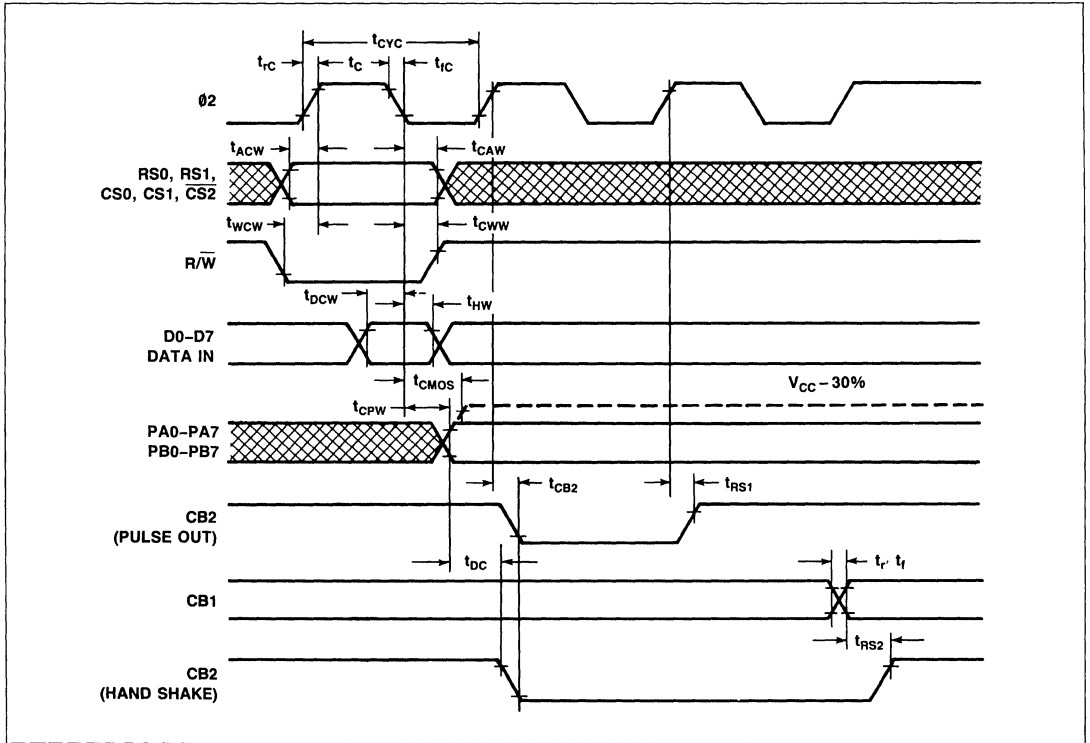 tCYC
trC
tC
tfC
Ø2
tACW
tCAW
RS0, RS1,
CS0, CS1, C̅S̅2̅
tWCW
tCWW
R/W̅
tDCW
tHW
D0–D7
DATA IN
tCMOS
VCC – 30%
tCPW
PA0–PA7
PB0–PB7
tCB2
tRS1
CB2
(PULSE OUT)
tDC
tr, tf
CB1
tRS2
CB2
(HAND SHAKE)